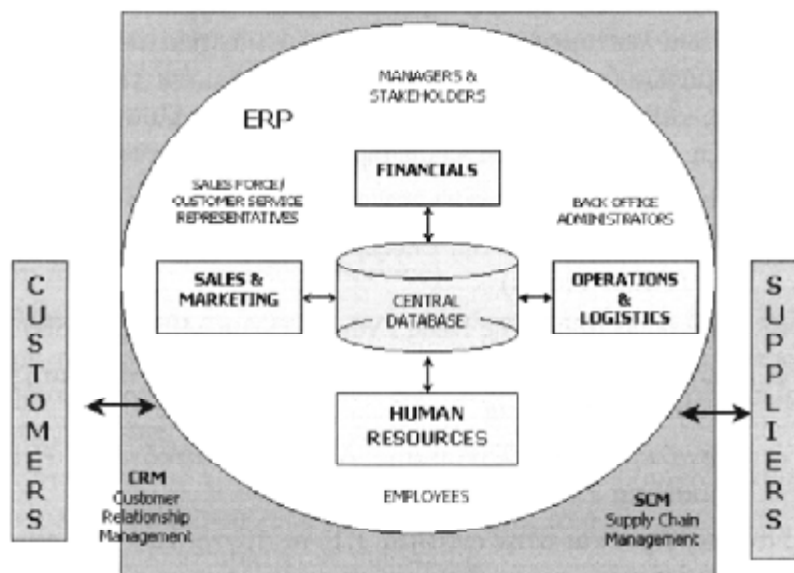 MANAGERS &
STAKEHOLDERS
ERP
FINANCIALS
SALES FORCE/
CUSTOMER SERVICE
REPRESENTATIVES
BACK OFFICE
ADMINISTRATORS
SALES &
MARKETING
CENTRAL
DATABASE
OPERATIONS
&
LOGISTICS
HUMAN
RESOURCES
EMPLOYEES
CUSTOMERS
SUPPLIERS
CRM
Customer
Relationship
Management
SCM
Supply Chain
Management